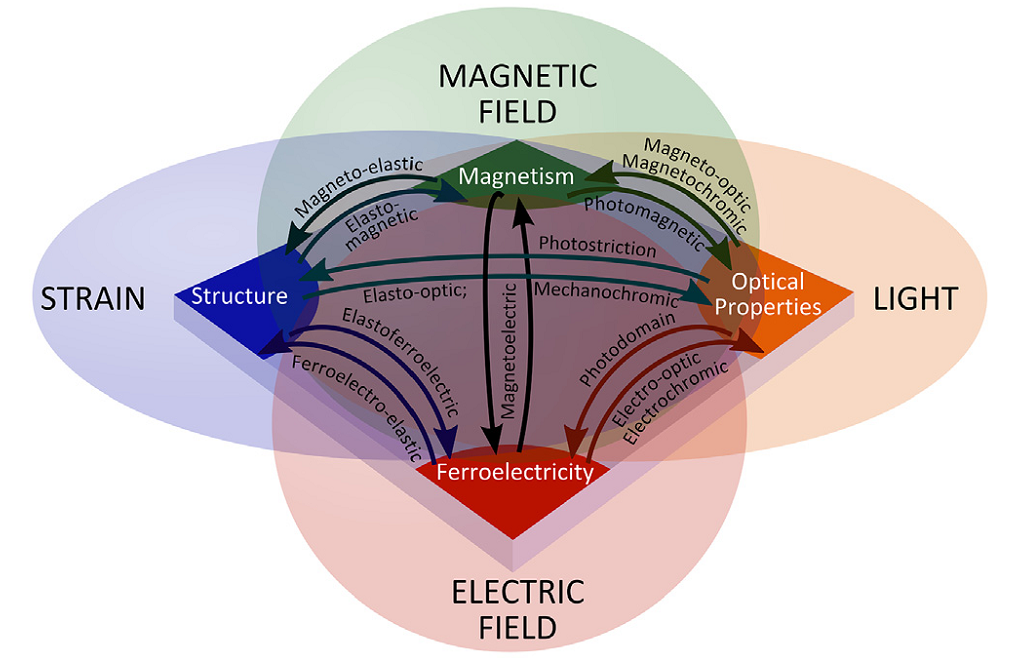 MAGNETIC
FIELD
Magneto-elastic
Magnetism
Magneto-optic
Magnetochromic
Elasto-
magnetic
Photomagnetic
Photostriction
STRAIN
Structure
Optical
Properties
LIGHT
Elasto-optic;
Mechanochromic
Elastoferroelectric
Magnetoelectric
Photodomain
Ferroelectro-elastic
Electro-optic
Electrochromic
Ferroelectricity
ELECTRIC
FIELD